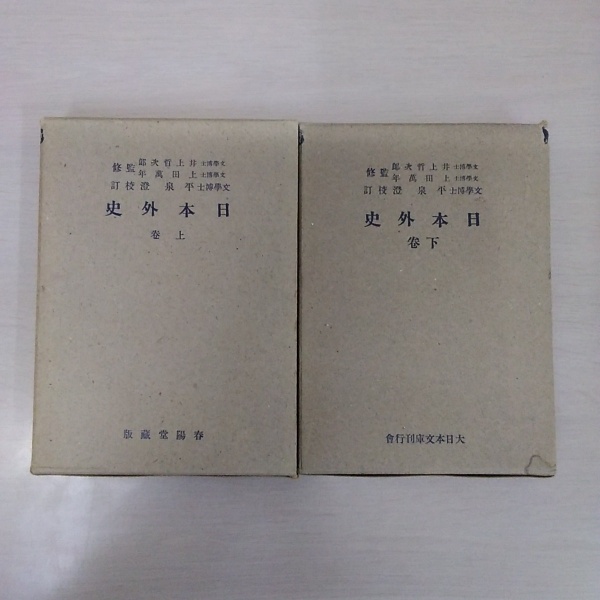 文學博士井上哲次郎
文學博士上田萬年
監修
文學博士平泉澄校訂
日本外史
上卷
春陽堂藏版
文學博士井上哲次郎
文學博士上田萬年
監修
文學博士平泉澄校訂
日本外史
下卷
大日本文庫刊行會